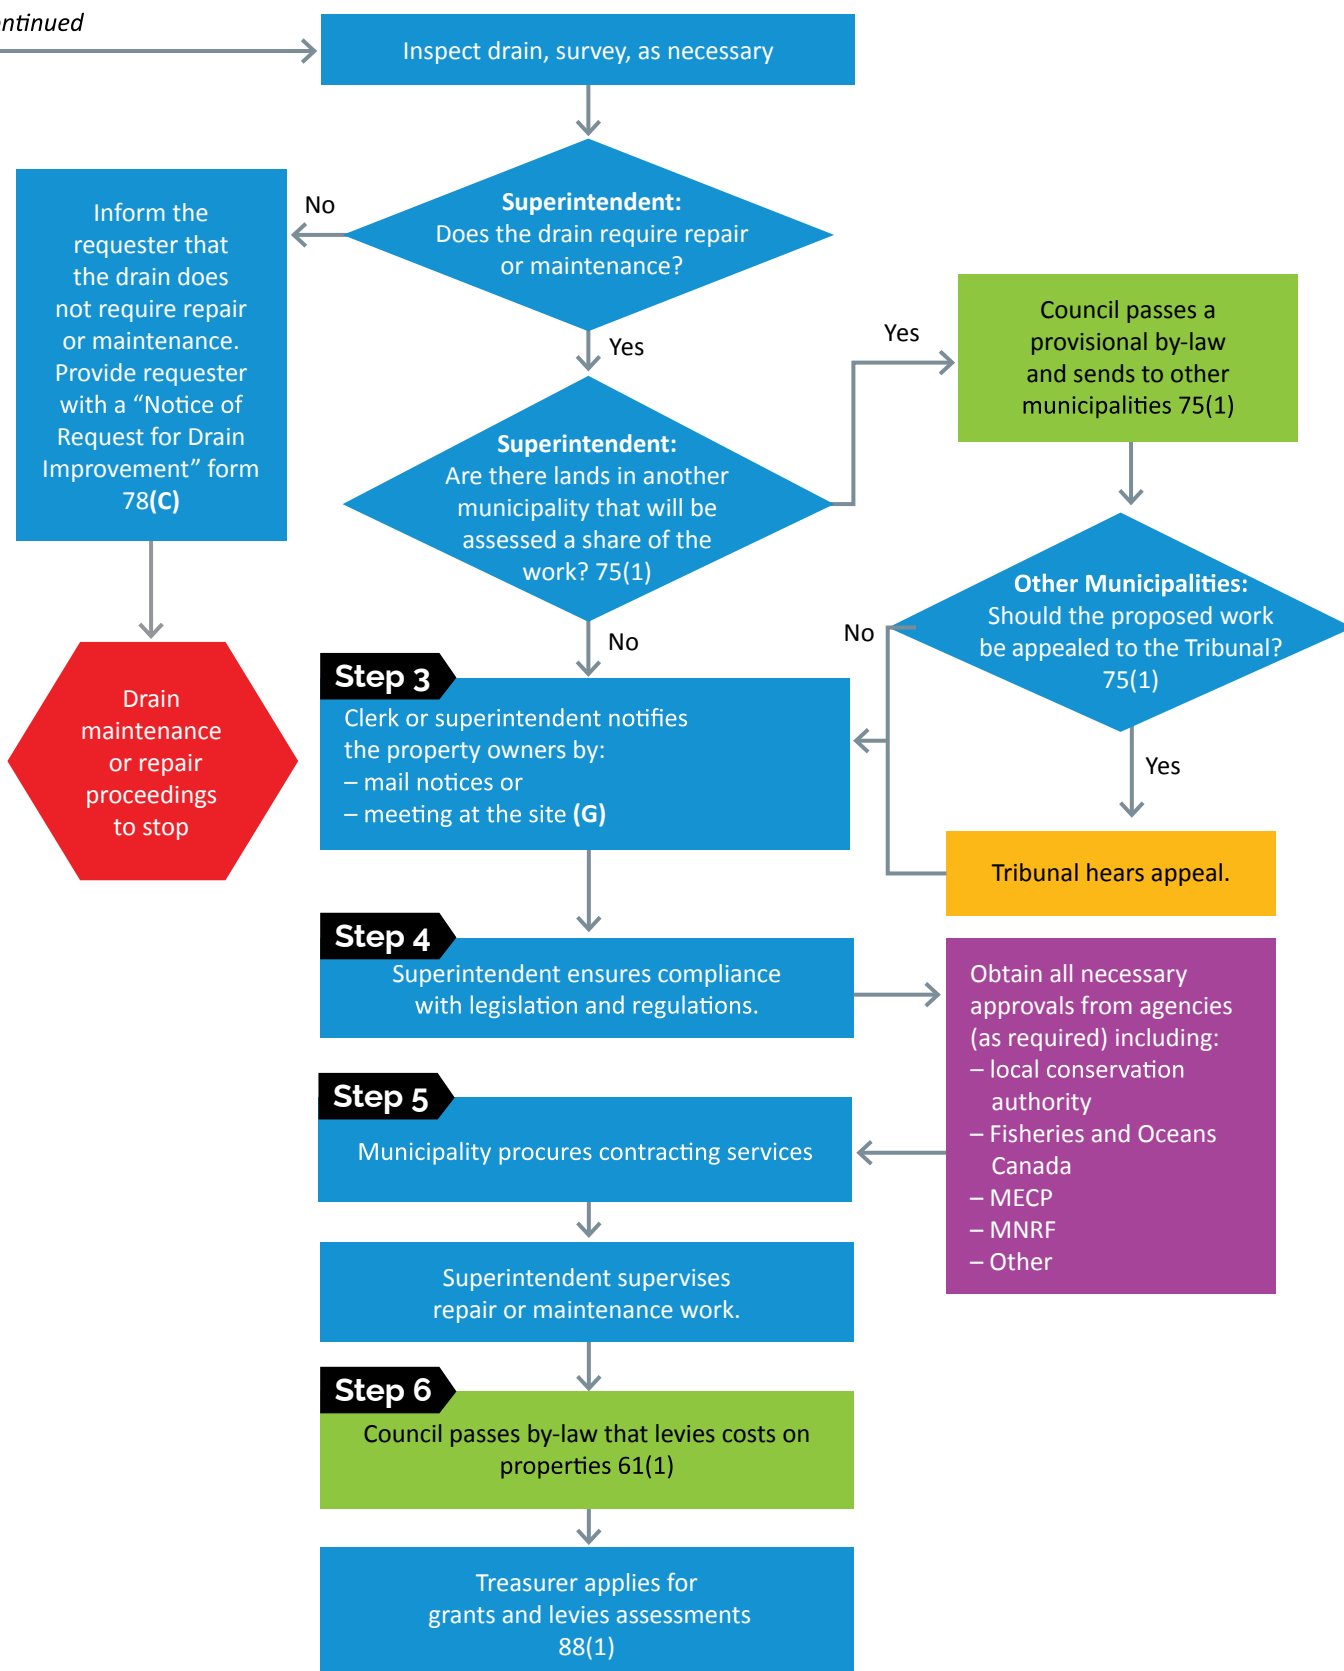 ontinued
Inspect drain, survey, as necessary
Superintendent:
Does the drain require repair
or maintenance?
No
Inform the
requester that
the drain does
not require repair
or maintenance.
Provide requester
with a “Notice of
Request for Drain
Improvement” form
78(C)
Drain
maintenance
or repair
proceedings
to stop
Yes
Superintendent:
Are there lands in another
municipality that will be
assessed a share of the
work? 75(1)
Yes
Council passes a
provisional by-law
and sends to other
municipalities 75(1)
Other Municipalities:
Should the proposed work
be appealed to the Tribunal?
75(1)
No
Yes
Tribunal hears appeal.
No
Step 3
Clerk or superintendent notifies
the property owners by:
– mail notices or
– meeting at the site (G)
Step 4
Superintendent ensures compliance
with legislation and regulations.
Obtain all necessary
approvals from agencies
(as required) including:
– local conservation
authority
– Fisheries and Oceans
Canada
– MECP
– MNRF
– Other
Step 5
Municipality procures contracting services
Superintendent supervises
repair or maintenance work.
Step 6
Council passes by-law that levies costs on
properties 61(1)
Treasurer applies for
grants and levies assessments
88(1)